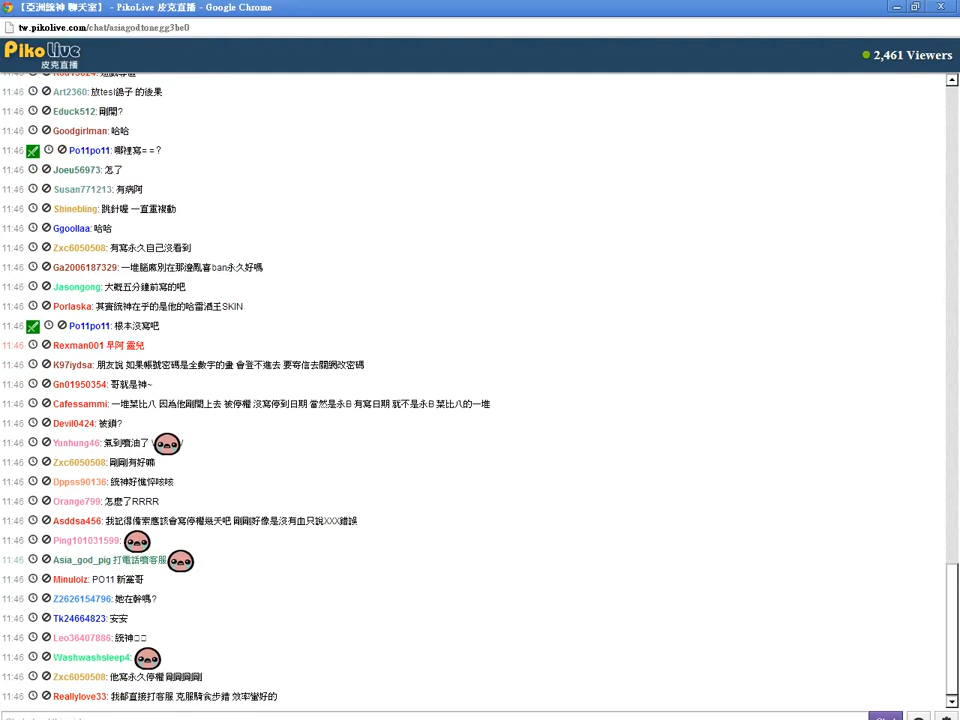 【亞洲統神 聊天室】 - PikoLive 皮克直播 - Google Chrome
tw.pikolive.com/chat/asiagodtonegg3be0
PikoLive
皮克直播
2,461 Viewers
11:46 Art2360: 放tesl鴿子 的後果
11:46 Educk512: 剛開?
11:46 Goodgirlman: 哈哈
11:46 Po11po11: 哪裡寫==?
11:46 Joeu56973: 怎了
11:46 Susan771213: 有病阿
11:46 Shinebling: 跳針喔 一直重複動
11:46 Ggoollaa: 哈哈
11:46 Zxc6050508: 有寫永久自己沒看到
11:46 Ga2006187329: 一堆腦麻別在那邊亂喜ban永久好嗎
11:46 Jasongong: 大概五分鐘前寫的吧
11:46 Porlaska: 其實統神在乎的是他的哈雷酒王SKIN
11:46 Po11po11: 根本沒寫吧
11:46 Rexman001 早阿 靈兒
11:46 K97iydsa: 朋友說 如果帳號密碼是全數字的畫 會登不進去 要寄信去關網改密碼
11:46 Gn01950354: 哥就是神~
11:46 Cafessammi: 一堆菜比八 因為他剛開上去 被停權 沒寫停到日期 當然是永B 有寫日期 就不是永B 菜比八的一堆
11:46 Devil0424: 被鎖?
11:46 Yunhung46: 氣到噴油了 \ /
11:46 Zxc6050508: 剛剛有好嘛
11:46 Dppss90136: 統神好憔悴咳咳
11:46 Orange799: 怎麼了RRRR
11:46 Asddsa456: 我記得備索應該會寫停權幾天吧 剛剛好像是沒有血只說XXX錯誤
11:46 Ping101031599:
11:46 Asia_god_pig 打電話噴客服
11:46 Minulolz: PO11 新黨哥
11:46 Z2626154796: 她在幹嗎?
11:46 Tk24664823: 安安
11:46 Leo36407886: 統神□□
11:46 Washwashsleep4:
11:46 Zxc6050508: 他寫永久停權 剛剛剛剛
11:46 Reallylove33: 我都直接打客服 克服騎食步錯 效率蠻好的